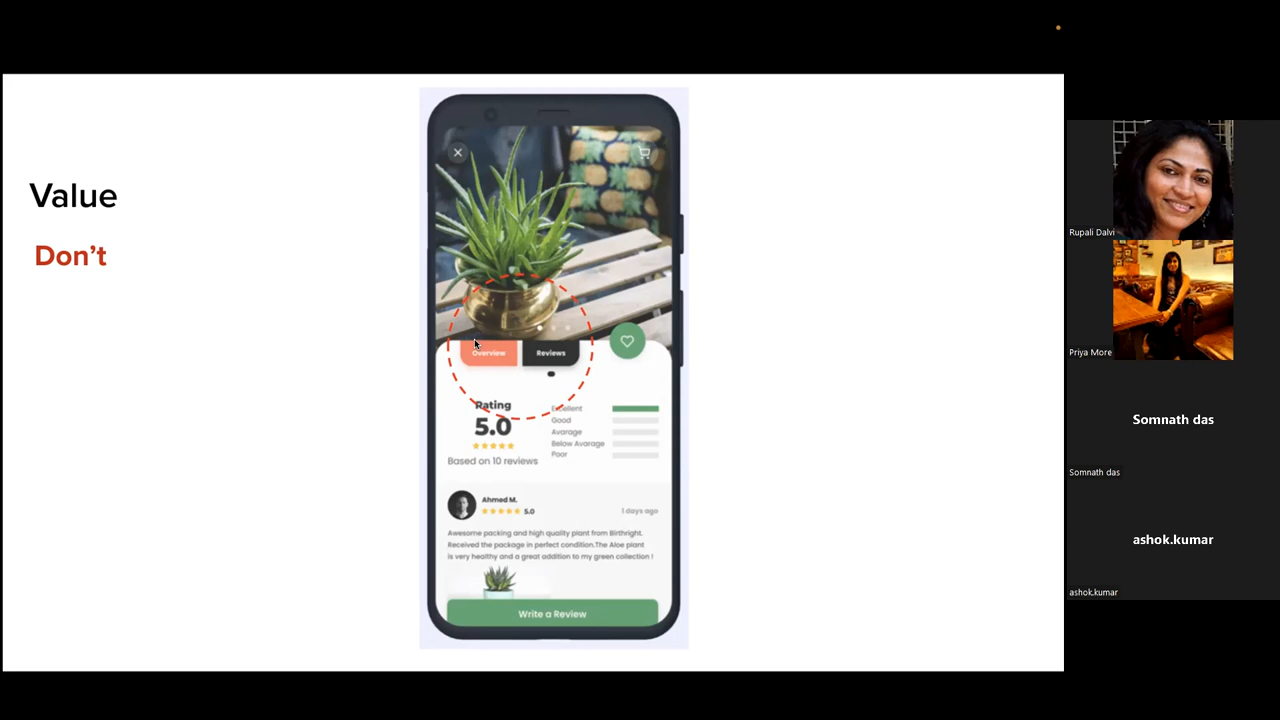 Value
Don't
Overview
Reviews
Rating
5.0
Based on 10 reviews
Excellent
Good
Avarage
Below Avarage
Poor
Ahmed M.
5.0
1 days ago
Awesome packing and high quality plant from Birthright.
Received the package in perfect condition.The Aloe plant
is very healthy and a great addition to my green collection !
Write a Review
Rupali Dalvi
Priya More
Somnath das
Somnath das
ashok.kumar
ashok.kumar